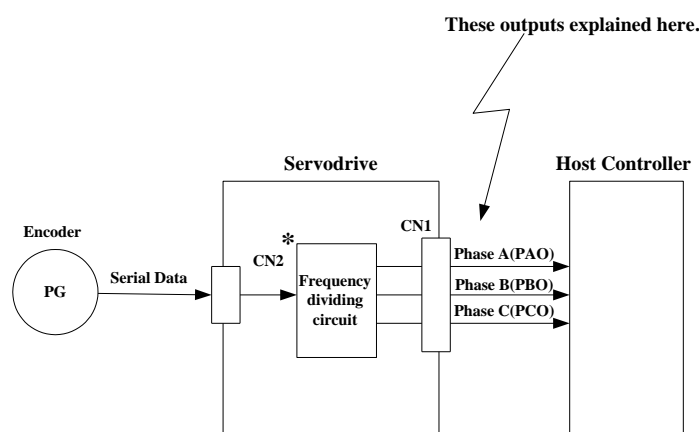 These outputs explained here.
Servodrive
Host Controller
Encoder
PG
Serial Data
CN2
*
Frequency
dividing
circuit
CN1
Phase A(PAO)
Phase B(PBO)
Phase C(PCO)